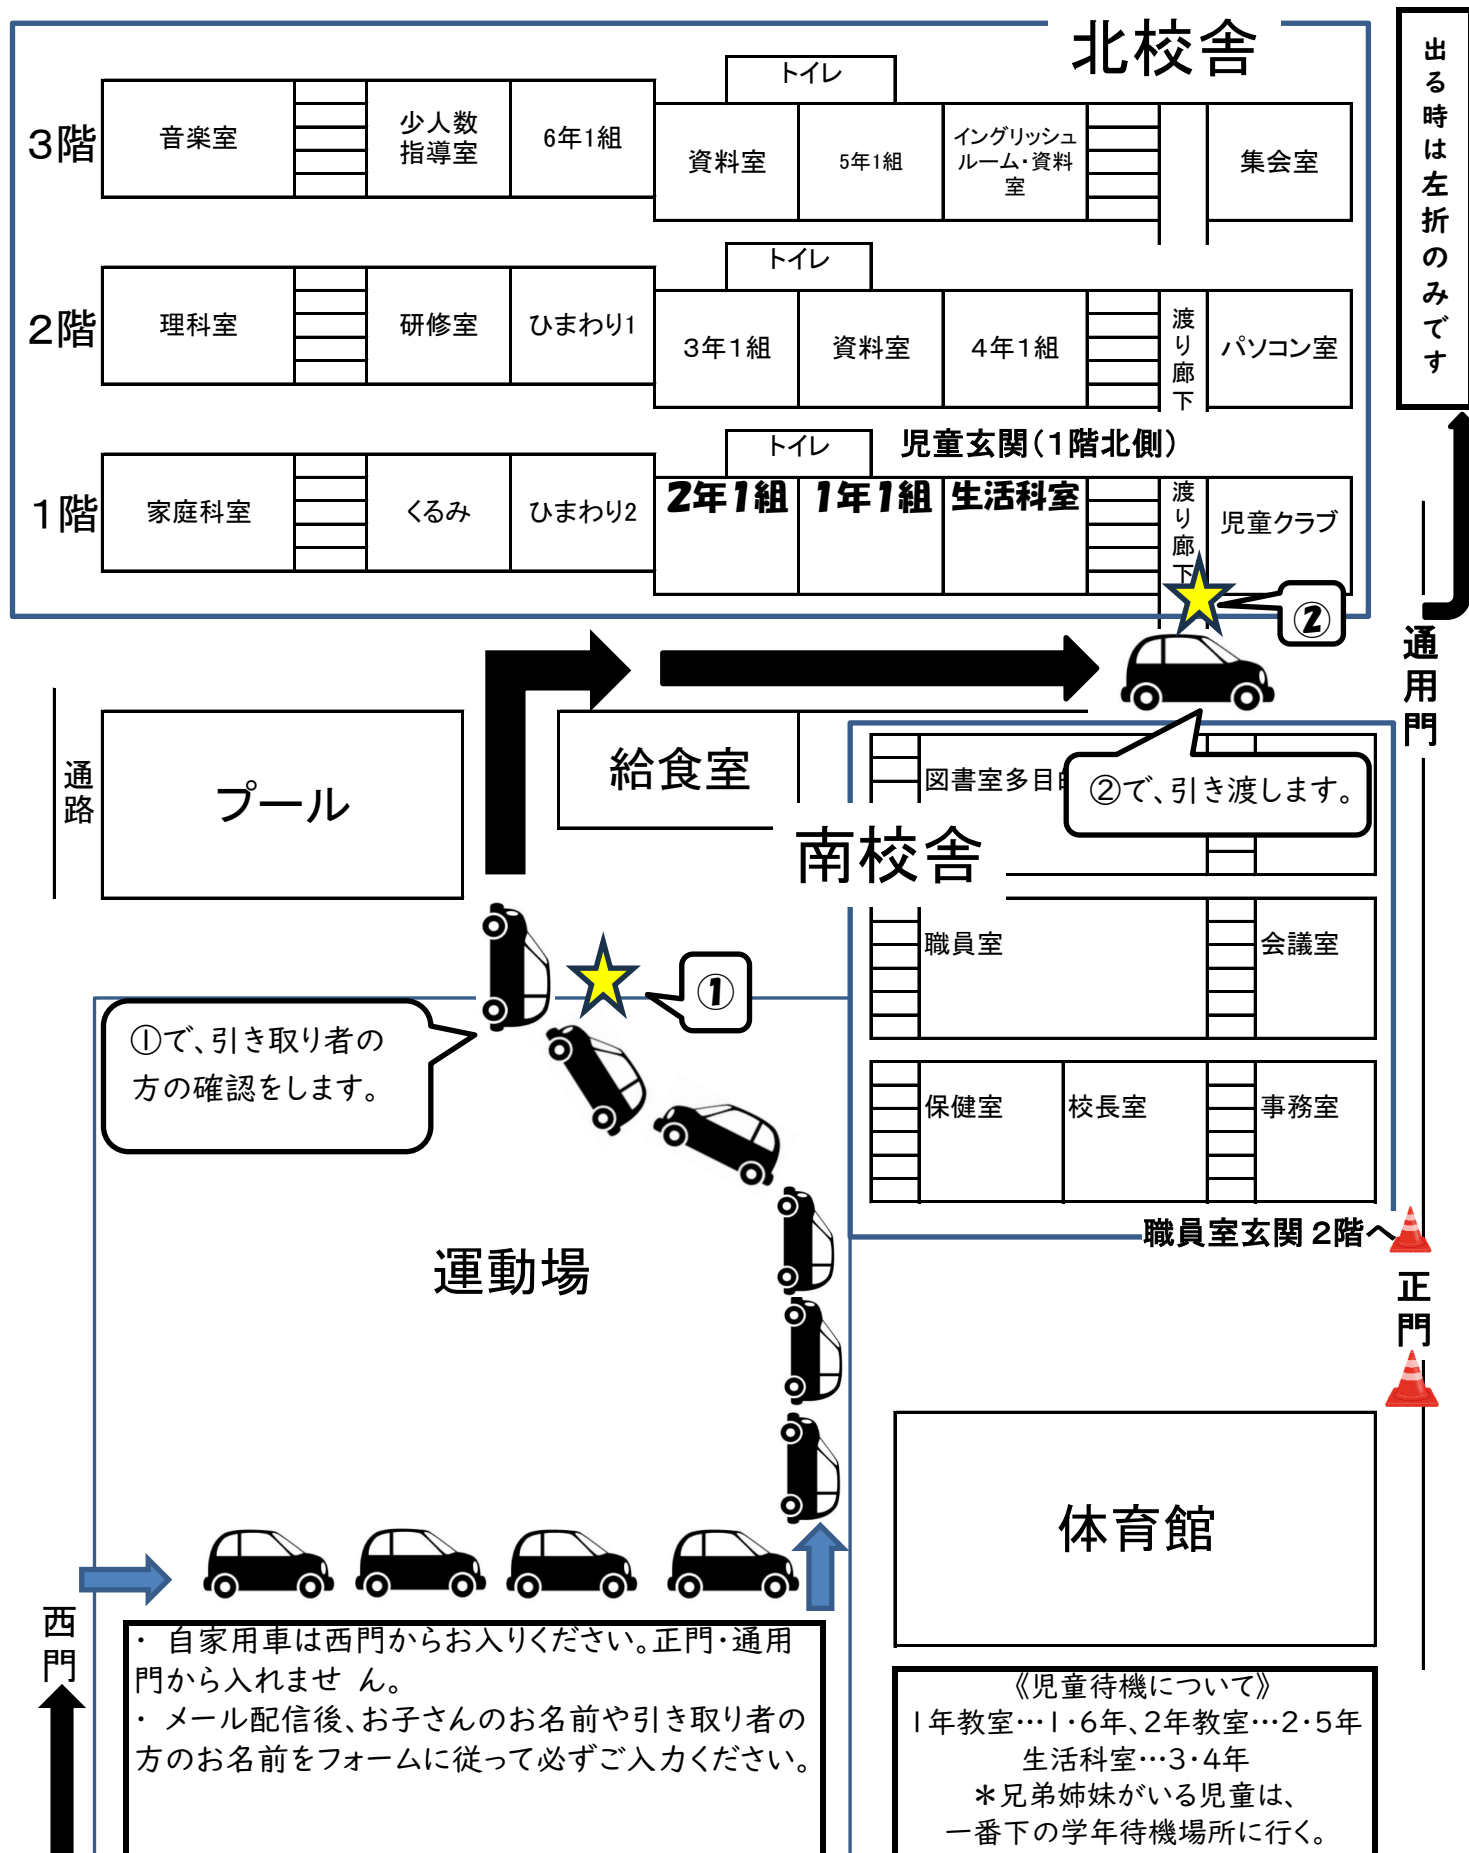 北校舎
出る時は左折のみです
トイレ
3階
音楽室
少人数
指導室
6年1組
資料室
5年1組
イングリッシュ
ルーム・資料
室
集会室
トイレ
2階
理科室
研修室
ひまわり1
3年1組
資料室
4年1組
渡り廊下
パソコン室
トイレ
児童玄関(1階北側)
1階
家庭科室
くるみ
ひまわり2
2年1組
1年1組
生活科室
渡り廊下
児童クラブ
②
通用門
通路
プール
給食室
図書室多目
②で、引き渡します。
南校舎
職員室
会議室
①
①で、引き取り者の
方の確認をします。
保健室
校長室
事務室
職員室玄関 2階へ
運動場
正門
体育館
西門
・ 自家用車は西門からお入りください。正門・通用
門から入れませ ん。
・ メール配信後、お子さんのお名前や引き取り者の
方のお名前をフォームに従って必ずご入力ください。
《児童待機について》
1年教室…1・6年、2年教室…2・5年
生活科室…3・4年
*兄弟姉妹がいる児童は、
一番下の学年待機場所に行く。